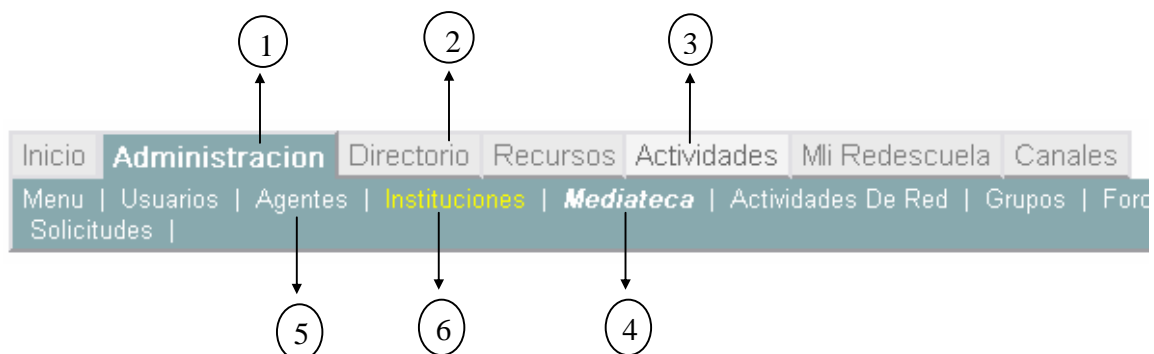 1 2 3
Inicio Administracion Directorio Recursos Actividades Mli Redescuela Canales
Menu | Usuarios | Agentes | Instituciones | Mediateca | Actividades De Red | Grupos |
Solicitudes |
5 6 4